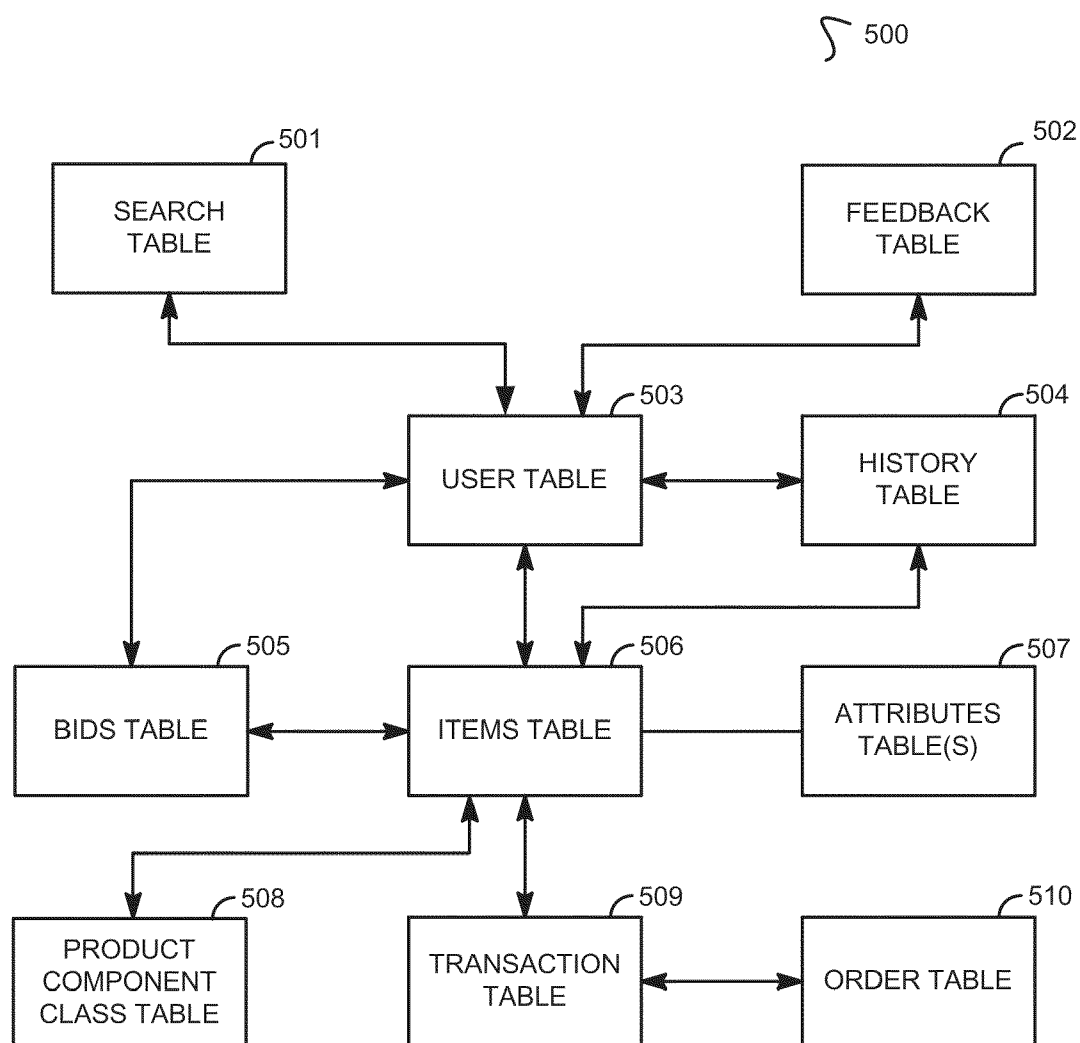 500
501
SEARCH
TABLE
502
FEEDBACK
TABLE
503
USER TABLE
504
HISTORY
TABLE
505
BIDS TABLE
506
ITEMS TABLE
507
ATTRIBUTES
TABLE(S)
508
PRODUCT
COMPONENT
CLASS TABLE
509
TRANSACTION
TABLE
510
ORDER TABLE